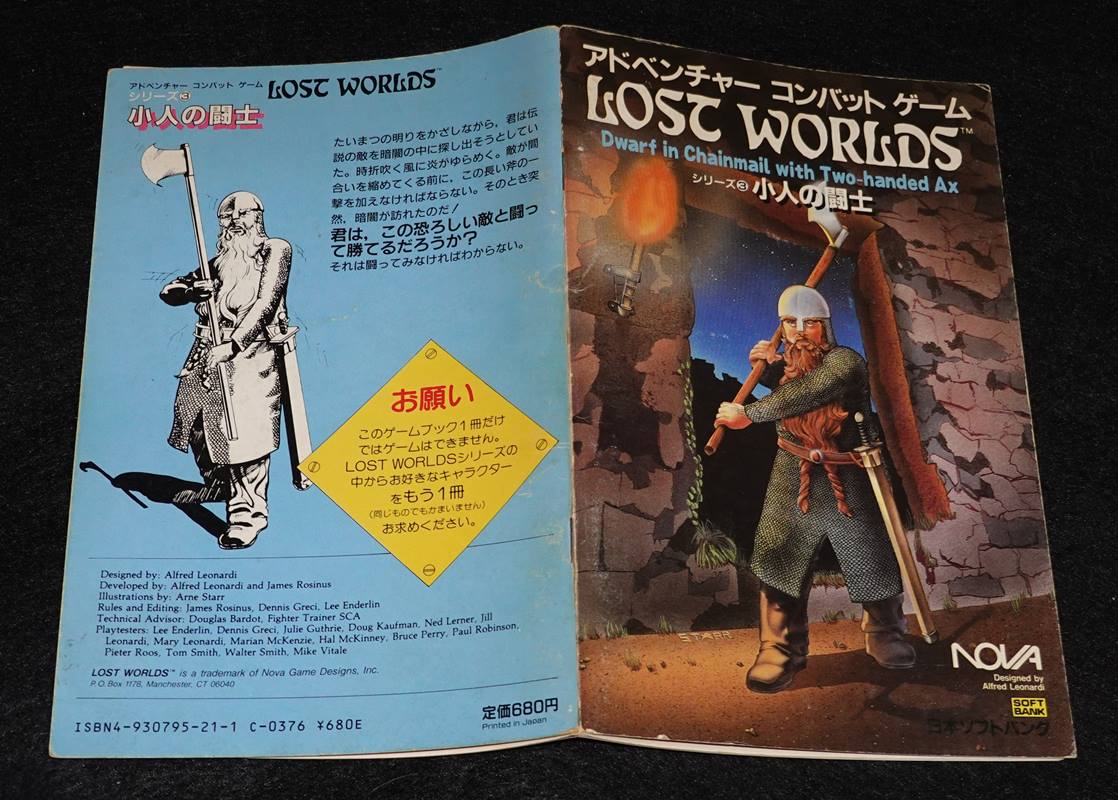 アドベンチャー コンバット ゲーム LOST WORLDS™
シリーズ③
小人の闘士
たいまつの明りをかざしながら，君は伝
説の敵を暗闇の中に探し出そうとしてい
た。時折吹く風に炎がゆらめく。敵が間
合いを縮めてくる前に，この長い斧の一
撃を加えなければならない。そのとき突
然，暗闇が訪れたのだ！
君は，この恐ろしい敵と闘っ
て勝てるだろうか？
それは闘ってみなければわからない。
お願い
このゲームブック1冊だけ
ではゲームはできません。
LOST WORLDSシリーズの
中からお好きなキャラクター
をもう1冊
(同じものでもかまいません)
お求めください。
Designed by: Alfred Leonardi
Developed by: Alfred Leonardi and James Rosinus
Illustrations by: Arne Starr
Rules and Editing: James Rosinus, Dennis Greci, Lee Enderlin
Technical Advisor: Douglas Bardot, Fighter Trainer SCA
Playtesters: Lee Enderlin, Dennis Greci, Julie Guthrie, Doug Kaufman, Ned Lerner, Jill
Leonardi, Mary Leonardi, Marian McKenzie, Hal McKinney, Bruce Perry, Paul Robinson,
Pieter Roos, Tom Smith, Walter Smith, Mike Vitale
LOST WORLDS™ is a trademark of Nova Game Designs, Inc.
P.O. Box 1178, Manchester, CT 06040
ISBN4-930795-21-1 C-0376 ¥680E
定価680円
Printed in Japan
アドベンチャー コンバット ゲーム
LOST WORLDS™
Dwarf in Chainmail with Two-handed Ax
シリーズ③ 小人の闘士
STARR
NOVA
Designed by
Alfred Leonardi
SOFT
BANK
日本ソフトバンク